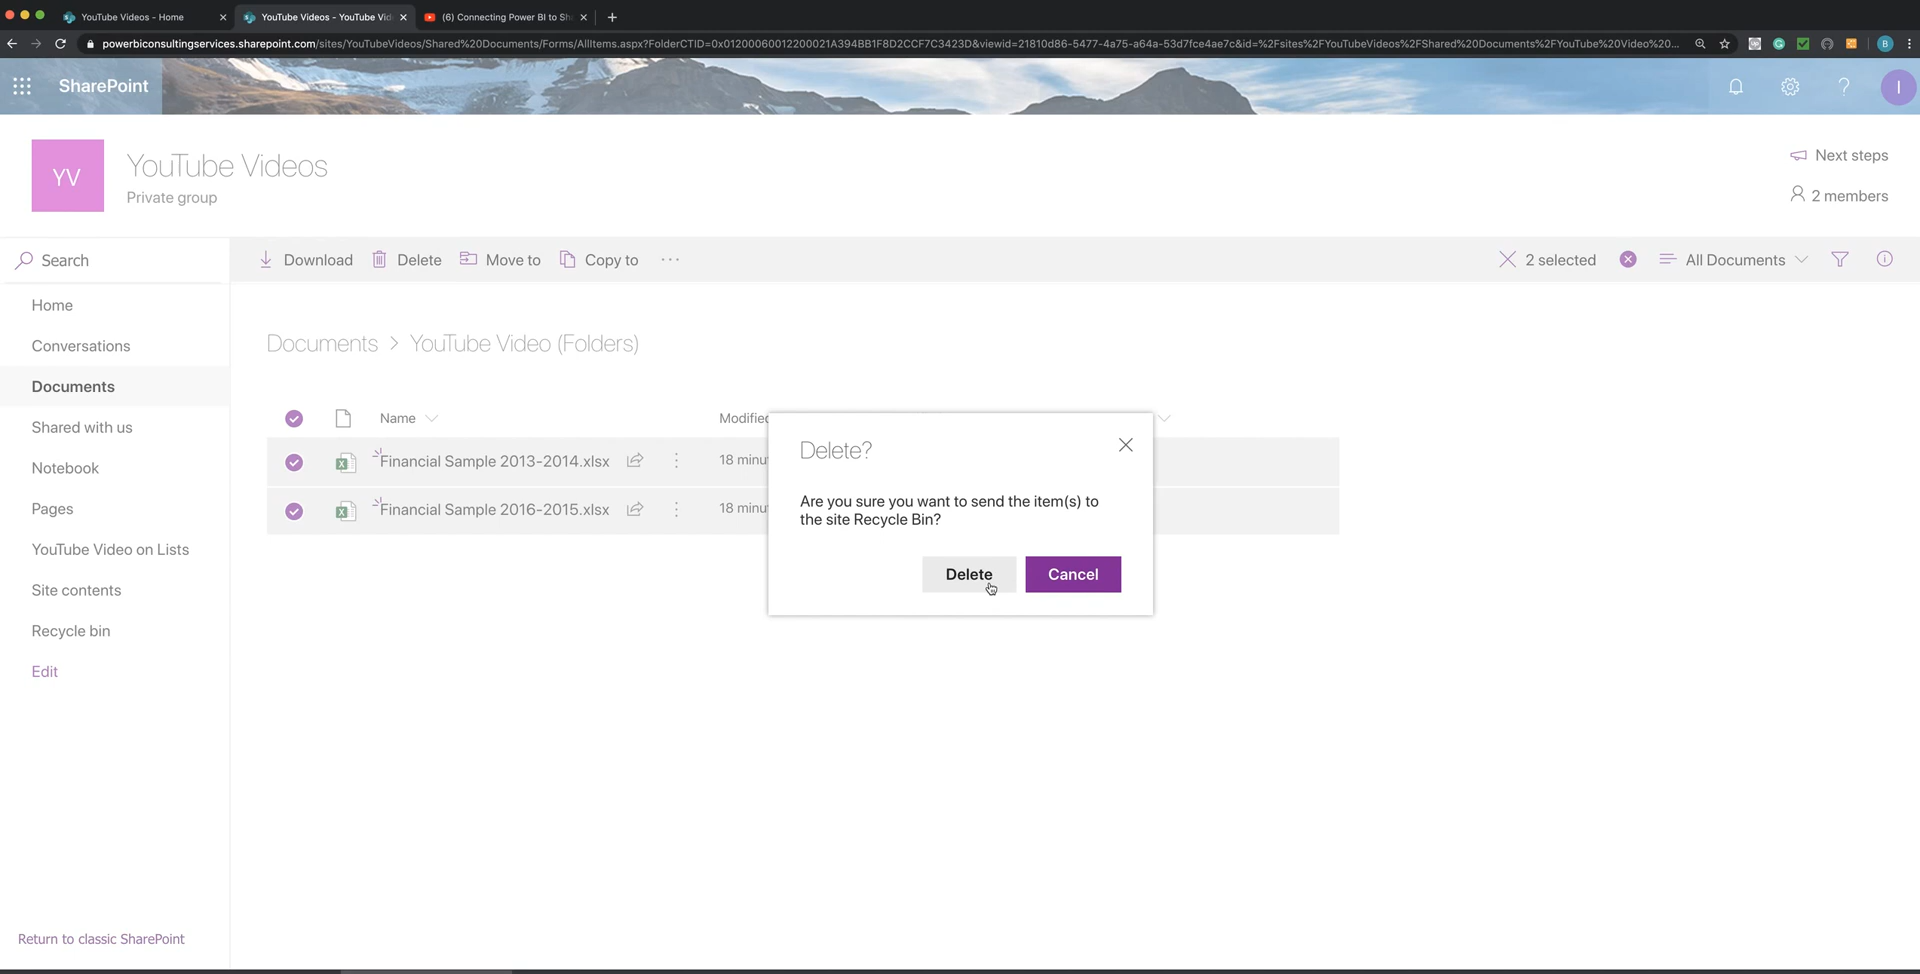 YouTube Videos - Home
YouTube Videos - YouTube Vid
(6) Connecting Power BI to Sh
powerbiconsultingservices.sharepoint.com/sites/YouTubeVideos/Shared%20Documents/Forms/AllItems.aspx?FolderCTID=0x01200060012200021A394BB1F8D2CCF7C3423D&viewid=21810d86-5477-4a75-a64a-53d7fce4ae7c&id=%2Fsites%2FYouTubeVideos%2FShared%20Documents%2FYouTube%20Video%20...
B
SharePoint
I
YV
YouTube Videos
Private group
Next steps
2 members
Search
Download
Delete
Move to
Copy to
2 selected
All Documents
Home
Conversations
Documents
Shared with us
Notebook
Pages
YouTube Video on Lists
Site contents
Recycle bin
Edit
Return to classic SharePoint
Documents > YouTube Video (Folders)
Name
Modified
Financial Sample 2013-2014.xlsx
18 minu
Financial Sample 2016-2015.xlsx
18 minu
Delete?
Are you sure you want to send the item(s) to
the site Recycle Bin?
Delete
Cancel